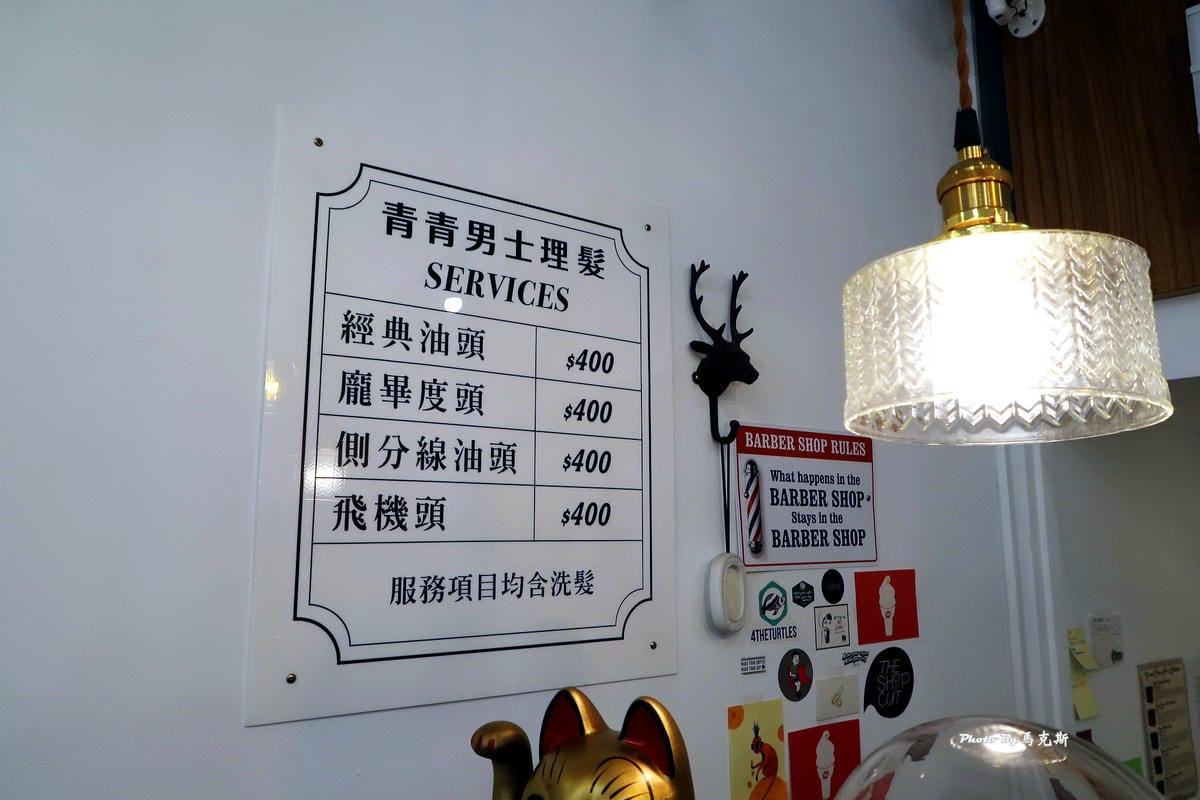 青青男士理髮
SERVICES
經典油頭 $400
龐畢度頭 $400
側分線油頭 $400
飛機頭 $400
服務項目均含洗髮
BARBER SHOP RULES
What happens in the
BARBER SHOP
Stays in the
BARBER SHOP
4THETURTLES
THE
SHOP
CUT
Photo By 馬克斯